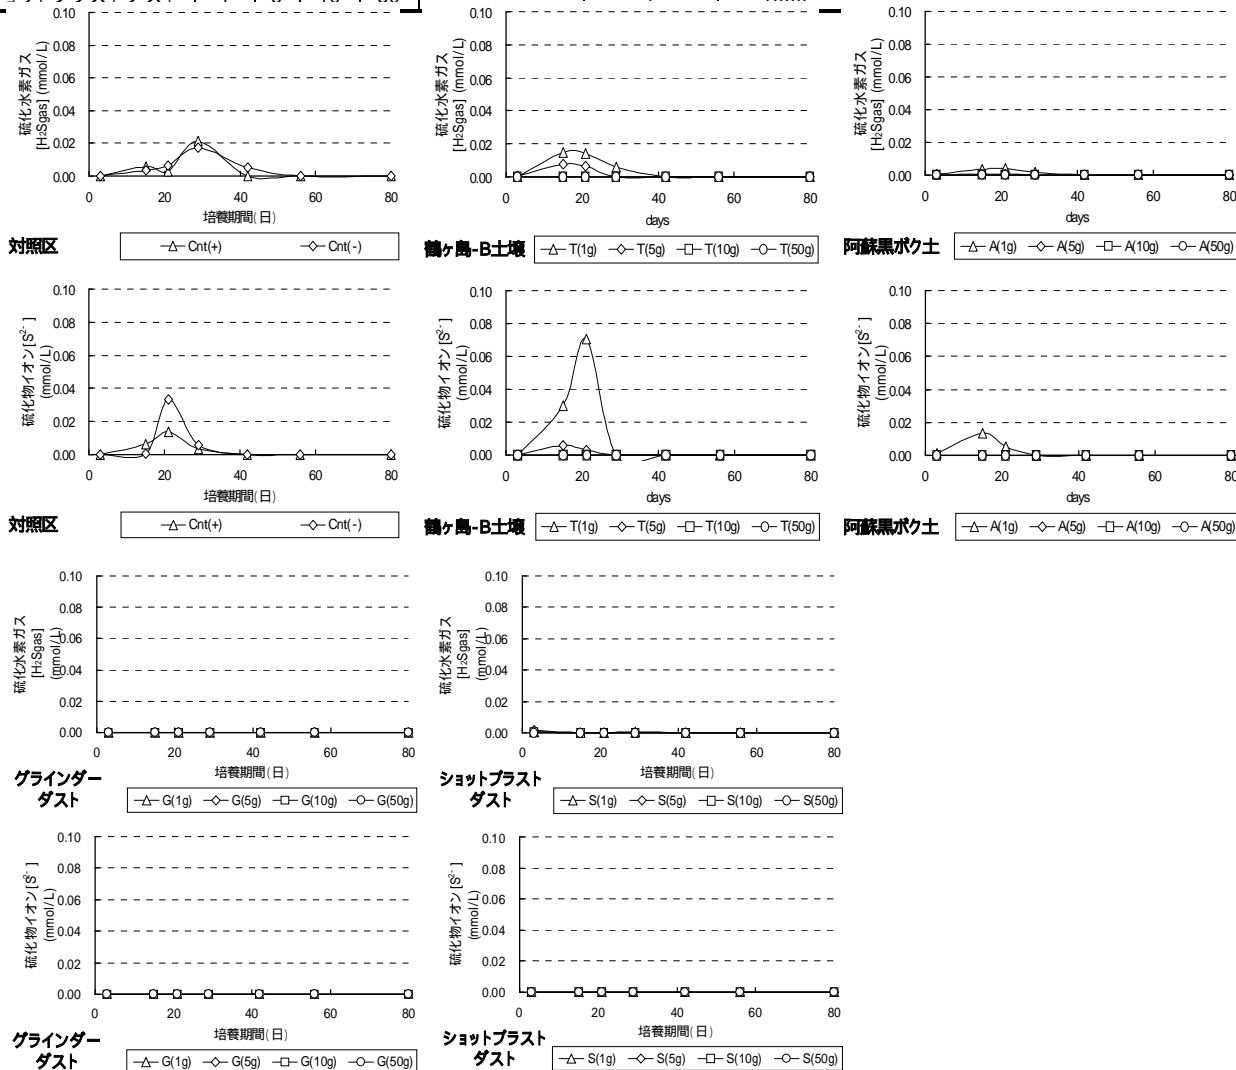 0.10
0.08
0.06
0.04
0.02
0.00
硫化水素ガス
[H₂Sgas] (mmol/L)
0 20 40 60 80
培養期間(日)
対照区
Cnt(+) Cnt(-)
0.10
0.08
0.06
0.04
0.02
0.00
硫化水素ガス
[H₂Sgas] (mmol/L)
0 20 40 60 80
days
鶴ヶ島-B土壌
T(1g) T(5g) T(10g) T(50g)
0.10
0.08
0.06
0.04
0.02
0.00
硫化水素ガス
[H₂Sgas] (mmol/L)
0 20 40 60 80
阿蘇黒ボク土
A(1g) A(5g) A(10g) A(50g)
0.10
0.08
0.06
0.04
0.02
0.00
硫化物イオン[S²⁻]
(mmol/L)
0 20 40 60 80
培養期間(日)
対照区
Cnt(+) Cnt(-)
0.10
0.08
0.06
0.04
0.02
0.00
硫化物イオン[S²⁻]
(mmol/L)
0 20 40 60 80
days
鶴ヶ島-B土壌
T(1g) T(5g) T(10g) T(50g)
0.10
0.08
0.06
0.04
0.02
0.00
硫化物イオン[S²⁻]
(mmol/L)
0 20 40 60 80
阿蘇黒ボク土
A(1g) A(5g) A(10g) A(50g)
0.10
0.08
0.06
0.04
0.02
0.00
硫化水素ガス
[H₂Sgas]
(mmol/L)
0 20 40 60 80
培養期間(日)
グラインダー
ダスト
G(1g) G(5g) G(10g) G(50g)
0.10
0.08
0.06
0.04
0.02
0.00
硫化水素ガス
[H₂Sgas]
(mmol/L)
0 20 40 60 80
培養期間(日)
ショットブラスト
ダスト
S(1g) S(5g) S(10g) S(50g)
0.10
0.08
0.06
0.04
0.02
0.00
硫化物イオン[S²⁻]
(mmol/L)
0 20 40 60 80
培養期間(日)
グラインダー
ダスト
G(1g) G(5g) G(10g) G(50g)
0.10
0.08
0.06
0.04
0.02
0.00
硫化物イオン[S²⁻]
(mmol/L)
0 20 40 60 80
培養期間(日)
ショットブラスト
ダスト
S(1g) S(5g) S(10g) S(50g)